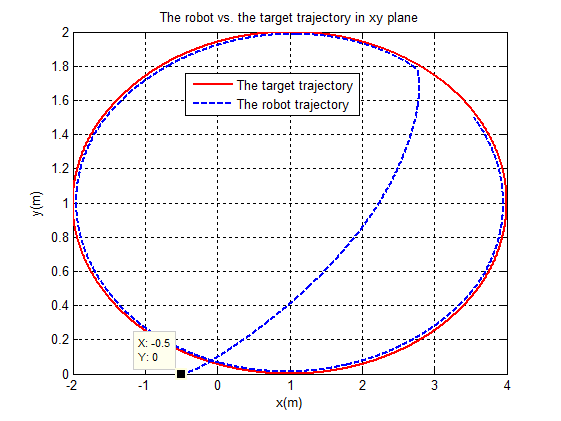 The robot vs. the target trajectory in xy plane
2
1.8
1.6
1.4
1.2
1
0.8
0.6
0.4
0.2
0
y(m)
The target trajectory
The robot trajectory
X: -0.5
Y: 0
-2 -1 0 1 2 3 4
x(m)